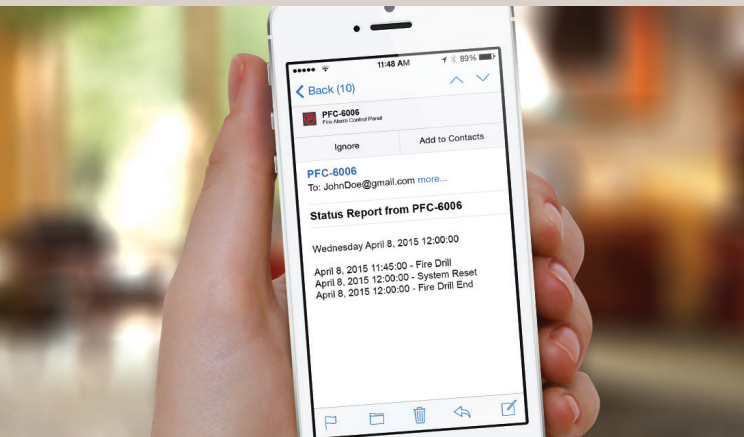 11:48 AM
89%
Back (10)
PFC-6006
Fire Alarm Control Panel
Ignore
Add to Contacts
PFC-6006
To: JohnDoe@gmail.com more...
Status Report from PFC-6006
Wednesday April 8, 2015 12:00:00
April 8, 2015 11:45:00 - Fire Drill
April 8, 2015 12:00:00 - System Reset
April 8, 2015 12:00:00 - Fire Drill End